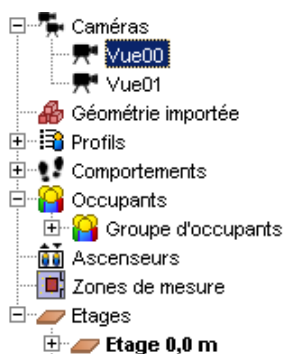 Caméras
Vue00
Vue01
Géométrie importée
Profils
Comportements
Occupants
Groupe d'occupants
Ascenseurs
Zones de mesure
Etages
Etage 0,0 m